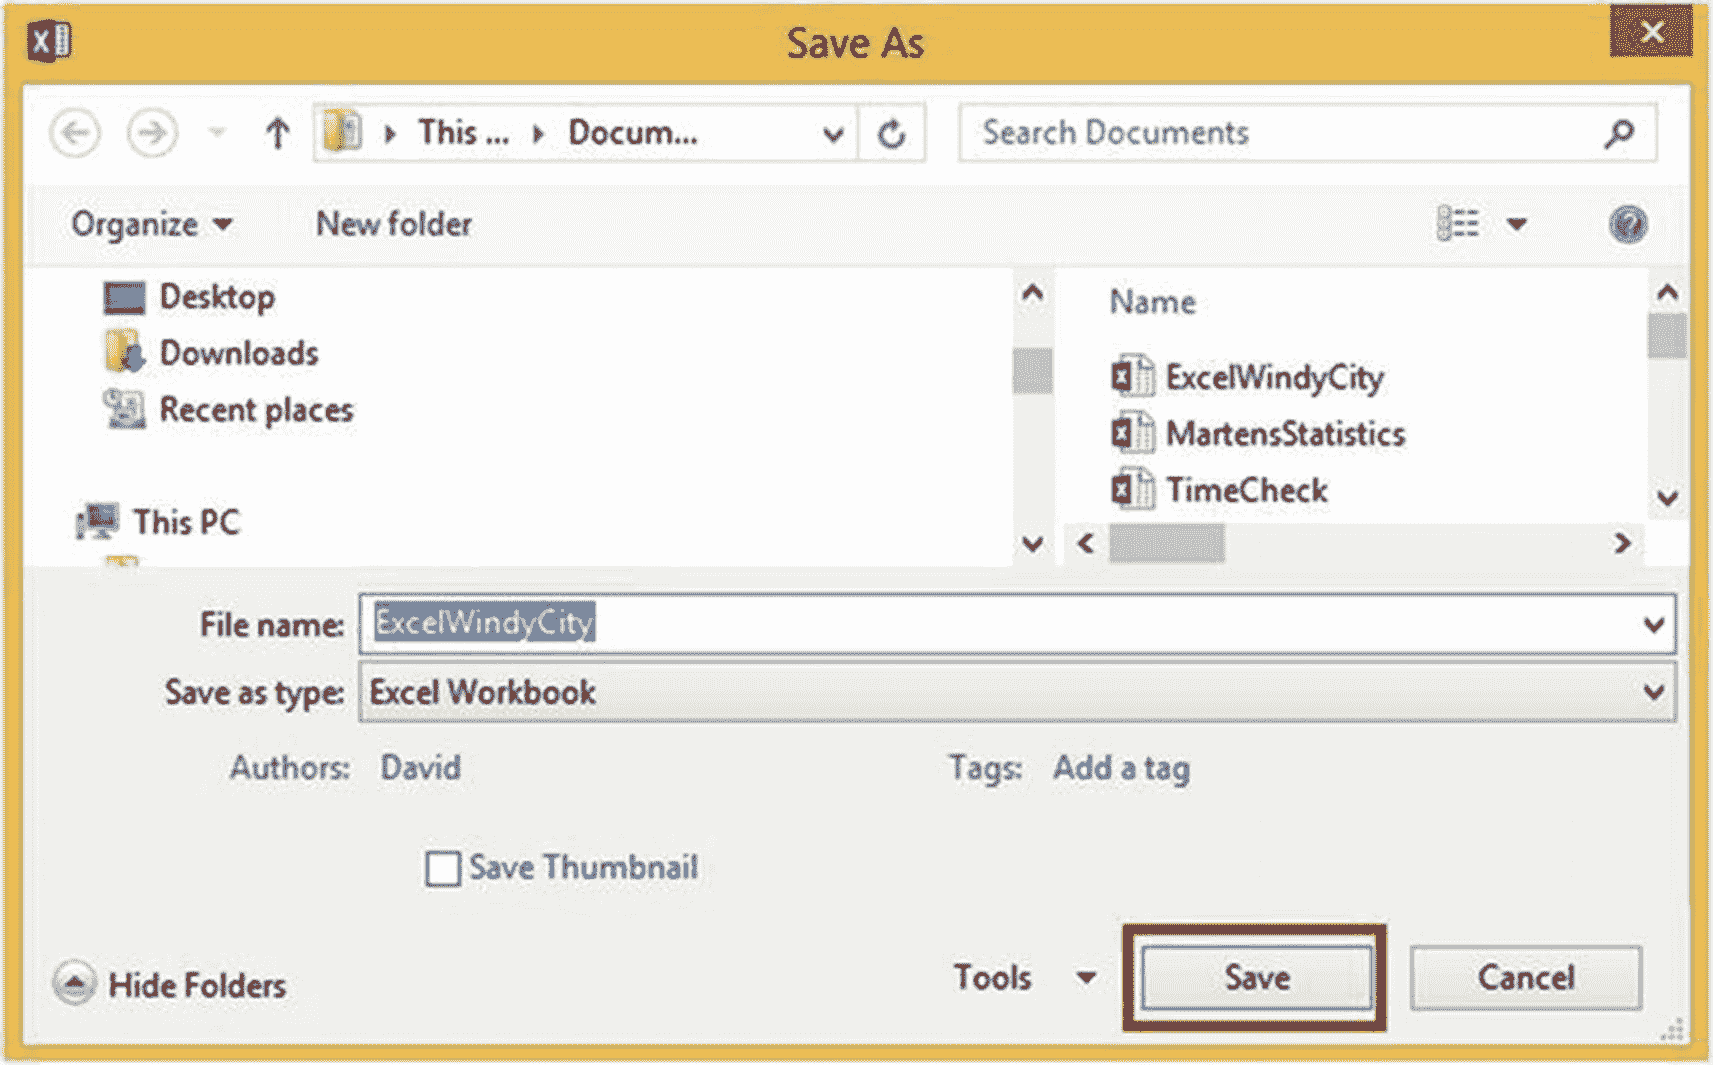 Save As
This ... Docum... Search Documents
Organize New folder
Desktop
Downloads
Recent places
This PC
Name
ExcelWindyCity
MartensStatistics
TimeCheck
File name: ExcelWindyCity
Save as type: Excel Workbook
Authors: David Tags: Add a tag
Save Thumbnail
Hide Folders Tools Save Cancel